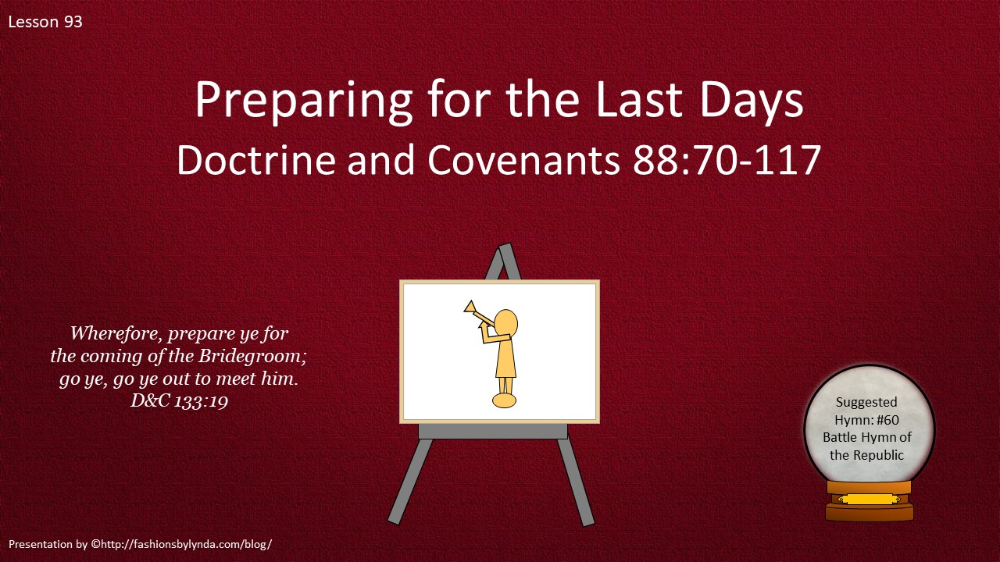 Lesson 93
Preparing for the Last Days
Doctrine and Covenants 88:70-117
Wherefore, prepare ye for
the coming of the Bridegroom;
go ye, go ye out to meet him.
D&C 133:19
Suggested
Hymn: #60
Battle Hymn of
the Republic
Presentation by ©http://fashionsbylynda.com/blog/